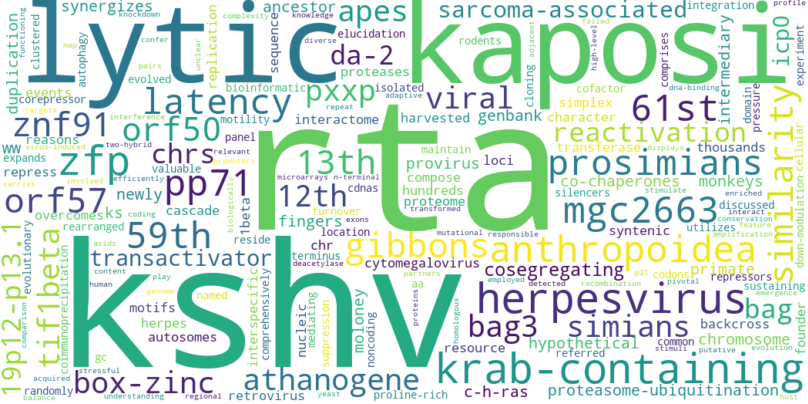 synergizes
knockdown
ancestor
apes
sarcoma-associated
integration
profile
lytic
kaposi
complexity
knowledge
functioning
clustered
map
autophagy
confer
unclear
diverse
elucidation
da-2
high-level
failed
adjacent
icp0
duplication
replication
sequence
proteases
rodents
intermediary
experiment
events
evolved
pairs
bioinformatic
isolated
pxxp
adaptive
cloning
comprises
cofactor
dna-binding
corepressor
targets
interference
latency
repeat
viral
simplex
61st
domain
pressure
znf91
orf50
two-hybrid
motility
interactome
harvested
genbank
character
similarity
ww
reasons
virus-induced
panel
relevant
promoters
rta
maintain
provirus
loci
reactivation
displays
expands
zfp
chrs
13th
compose
hundreds
transferase
thousands
repress
carries
involved
valuable
12th
cdnas
proteome
prosimians
pp71
microarrays
n-terminal
co-chaperones
monkeys
orf57
newly
efficiently
turnover
exons
transformed
silencers
stimulate
enriched
overcomes
ks
cascade
fingers
mutational
responsible
mgc2663
discussed
interact
conservation
rearranged
coding
1beta
location
utilizes
feature
amplification
cellular
down-modulation
59th
reside
gibbons
anthropoidea
syntenic
19p12-p13.1
evolutionary
tif1beta
coimmunoprecipitation
acids
transactivator
chr
terminus
deacetylase
cytomegalovirus
cosegregating
codons
primate
p21
repressors
kshv
biologically
interspecific
comprehensively
aa
partners
employed
detected
recombination
pivotal
sustaining
emergence
motifs
content
play
human
genome
named
nucleic
mediating
suppression
moloney
noncoding
proteins
herpesvirus
bag
founder
comparison
herpes
autosomes
bag3
simians
backcross
gc
resource
hypothetical
chromosome
homologous
common
referred
stimuli
putative
evolution
acquired
stressful
box-zinc
athanogene
krab-containing
randomly
balance
understanding
regional
retrovirus
yeast
proline-rich
c-h-ras
proteasome-ubiquitination
host